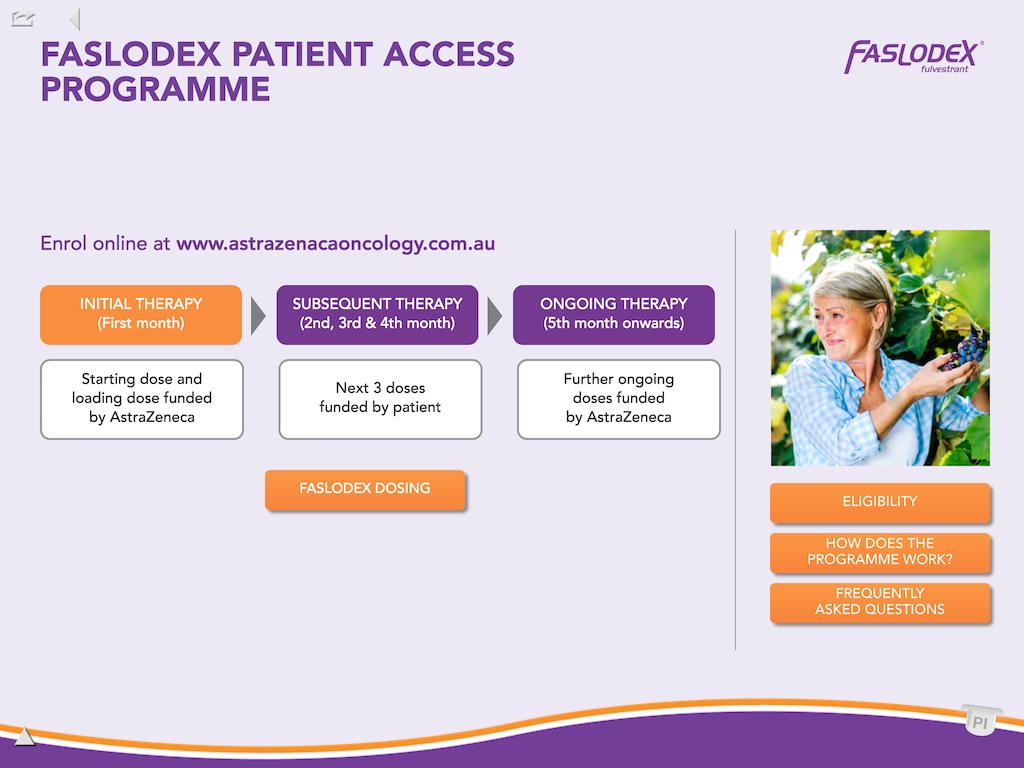 FASLODEX PATIENT ACCESS
PROGRAMME
FASLODEX®
fulvestrant
Enrol online at www.astrazenacaoncology.com.au
INITIAL THERAPY
(First month)
SUBSEQUENT THERAPY
(2nd, 3rd & 4th month)
ONGOING THERAPY
(5th month onwards)
Starting dose and
loading dose funded
by AstraZeneca
Next 3 doses
funded by patient
Further ongoing
doses funded
by AstraZeneca
FASLODEX DOSING
ELIGIBILITY
HOW DOES THE
PROGRAMME WORK?
FREQUENTLY
ASKED QUESTIONS
PI